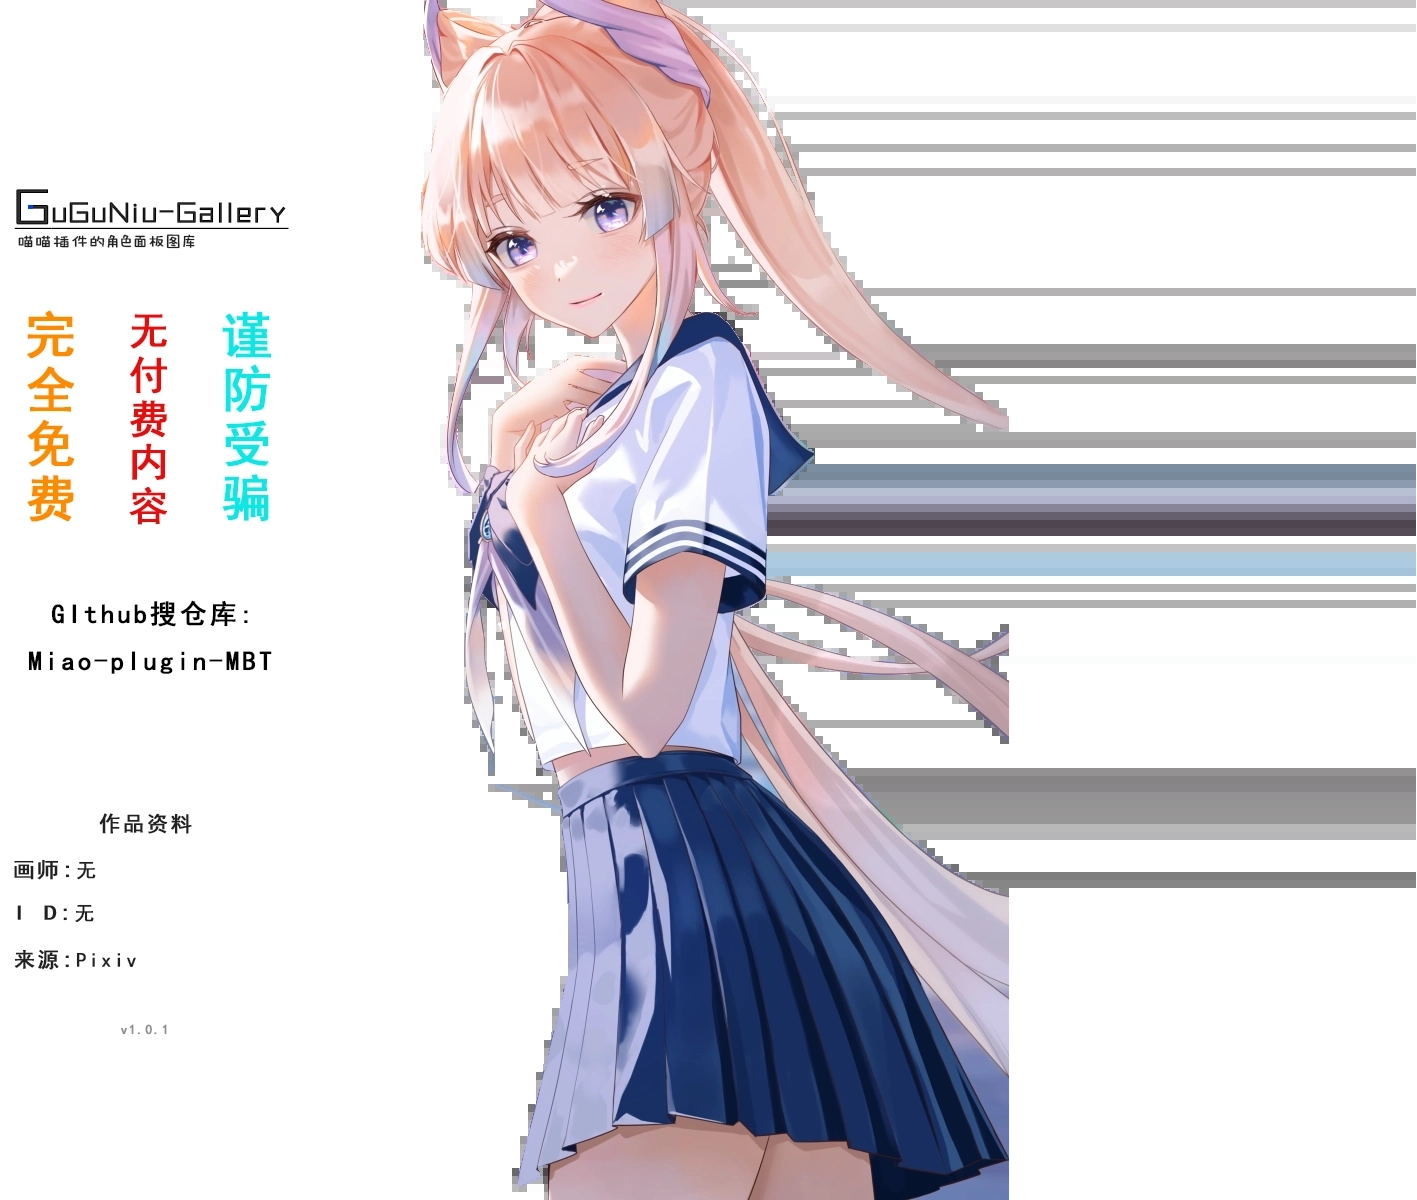 GuGuNiu-Gallery
喵喵插件的角色面板图库
完全免费
无付费内容
谨防受骗
GIthub搜仓库:
Miao-plugin-MBT
作品资料
画师:无
I D:无
来源:Pixiv
v1.0.1